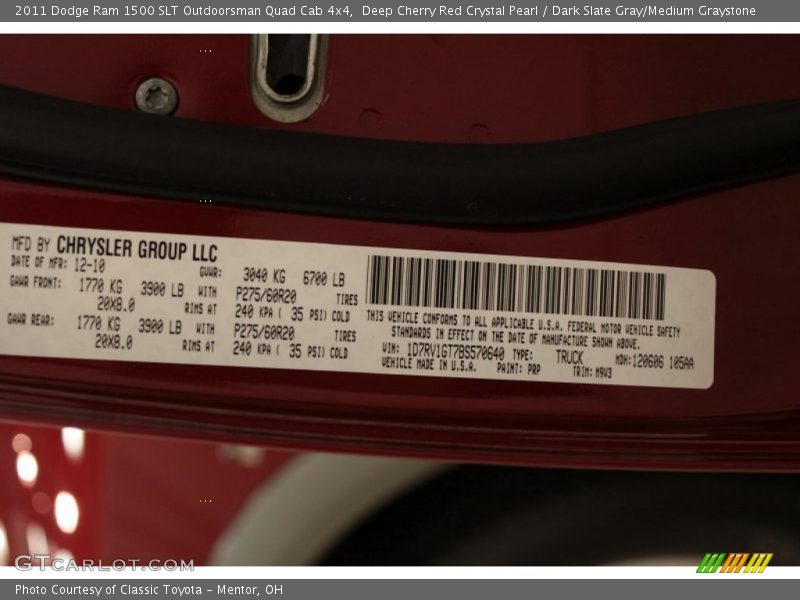 2011 Dodge Ram 1500 SLT Outdoorsman Quad Cab 4x4,  Deep Cherry Red Crystal Pearl / Dark Slate Gray/Medium Graystone
MFD BY CHRYSLER GROUP LLC
DATE OF MFR: 12-10 GVWR: 3040 KG 6700 LB
GAWR FRONT: 1770 KG 3900 LB WITH P275/60R20 TIRES
20X8.0 RIMS AT 240 KPA ( 35 PSI) COLD
GAWR REAR: 1770 KG 3900 LB WITH P275/60R20 TIRES
20X8.0 RIMS AT 240 KPA ( 35 PSI) COLD
THIS VEHICLE CONFORMS TO ALL APPLICABLE U.S.A. FEDERAL MOTOR VEHICLE SAFETY
STANDARDS IN EFFECT ON THE DATE OF MANUFACTURE SHOWN ABOVE.
VIN: 1D7RV1GT7BS570640 TYPE: TRUCK MDH:120606 105AA
VEHICLE MADE IN U.S.A. PAINT: PRP TRIM: M9V3
GTCARLOT.COM
Photo Courtesy of Classic Toyota - Mentor, OH